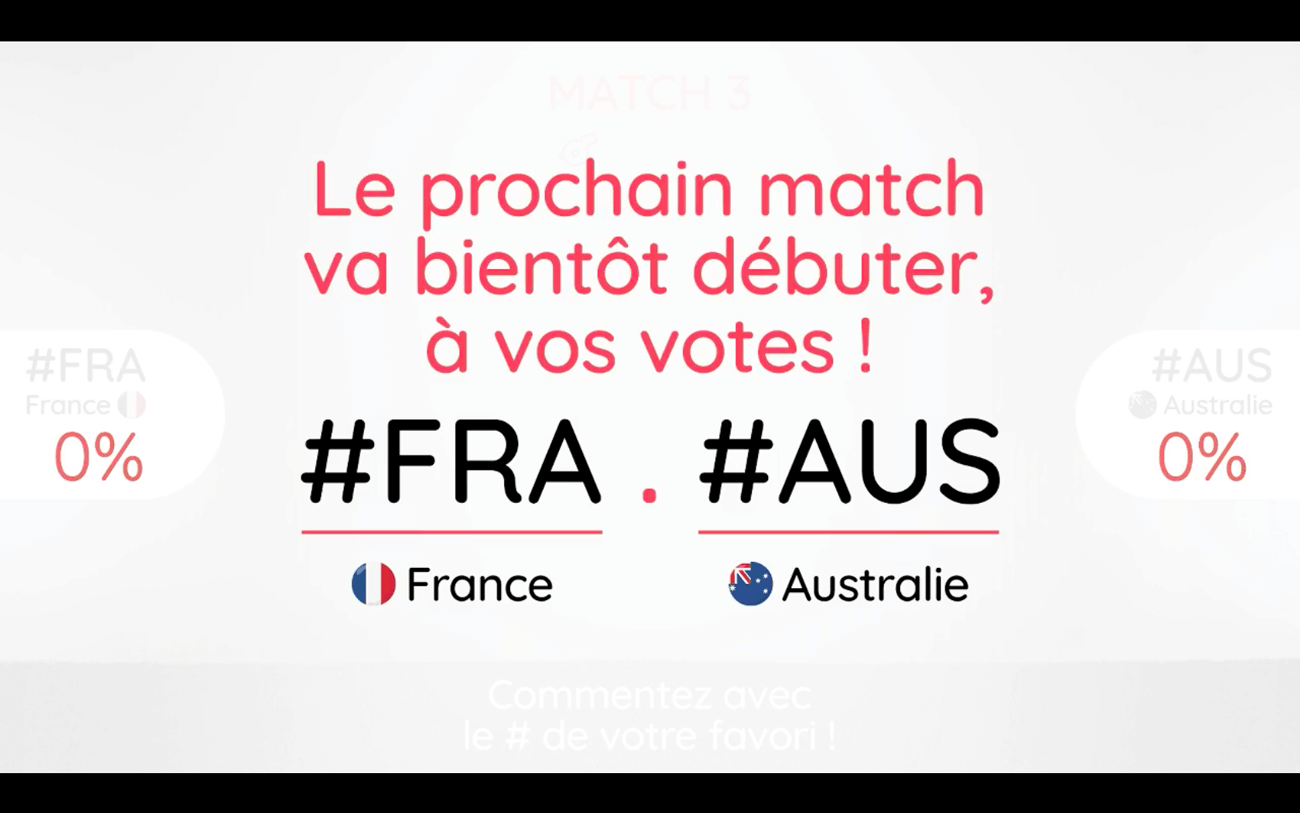 MATCH 3
Le prochain match
va bientôt débuter,
à vos votes !
#FRA
France
0%
#FRA . #AUS
France Australie
#AUS
Australie
0%
Commentez avec
le # de votre favori !